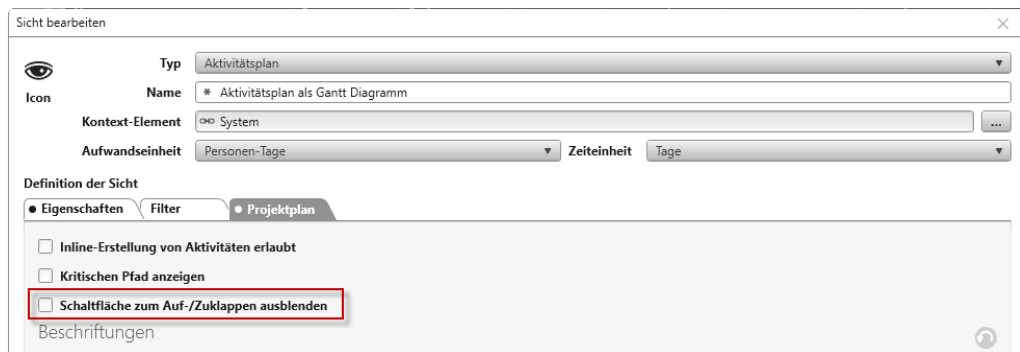 Sicht bearbeiten
Typ Aktivitätsplan
Icon
Name * Aktivitätsplan als Gantt Diagramm
Kontext-Element System ...
Aufwandseinheit Personen-Tage Zeiteinheit Tage
Definition der Sicht
Eigenschaften Filter Projektplan
Inline-Erstellung von Aktivitäten erlaubt
Kritischen Pfad anzeigen
Schaltfläche zum Auf-/Zuklappen ausblenden
Beschriftungen